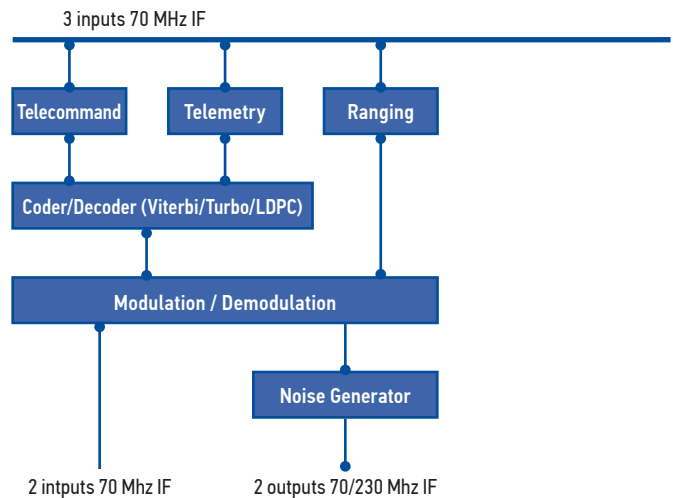 3 inputs 70 MHz IF
Telecommand
Telemetry
Ranging
Coder/Decoder (Viterbi/Turbo/LDPC)
Modulation / Demodulation
Noise Generator
2 intputs 70 Mhz IF
2 outputs 70/230 Mhz IF